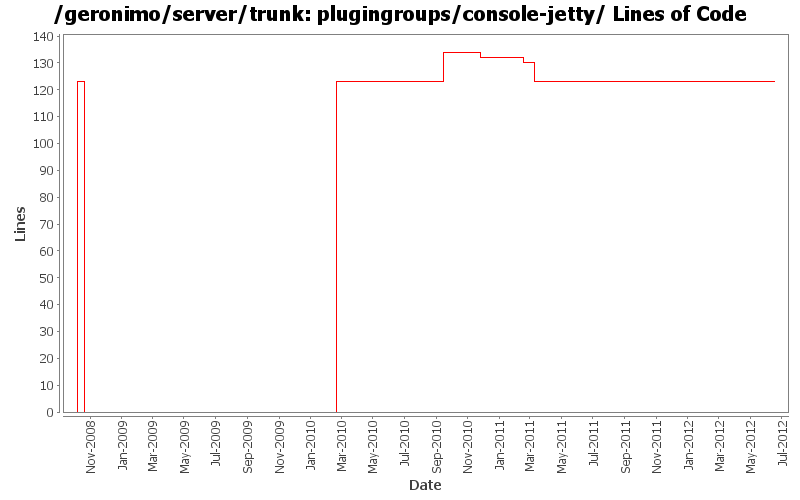 /geronimo/server/trunk: plugingroups/console-jetty/ Lines of Code
140
130
120
110
100
90
80
70
60
50
40
30
20
10
0
Lines
Nov-2008
Jan-2009
Mar-2009
May-2009
Jul-2009
Sep-2009
Nov-2009
Jan-2010
Mar-2010
May-2010
Jul-2010
Sep-2010
Nov-2010
Jan-2011
Mar-2011
May-2011
Jul-2011
Sep-2011
Nov-2011
Jan-2012
Mar-2012
May-2012
Jul-2012
Date